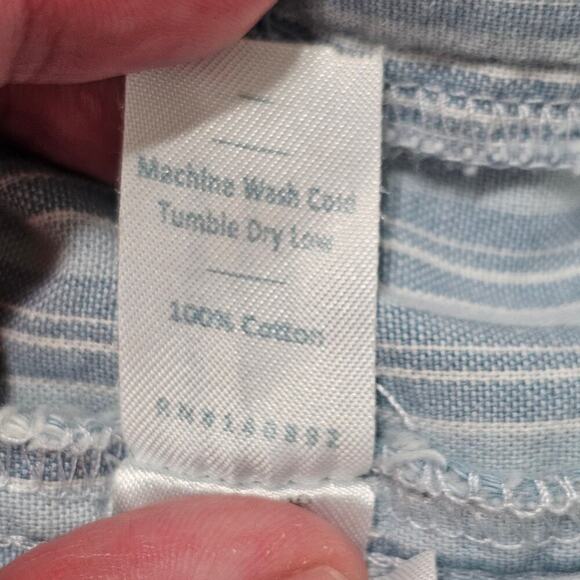 Machine Wash Cold
Tumble Dry Low
100% Cotton